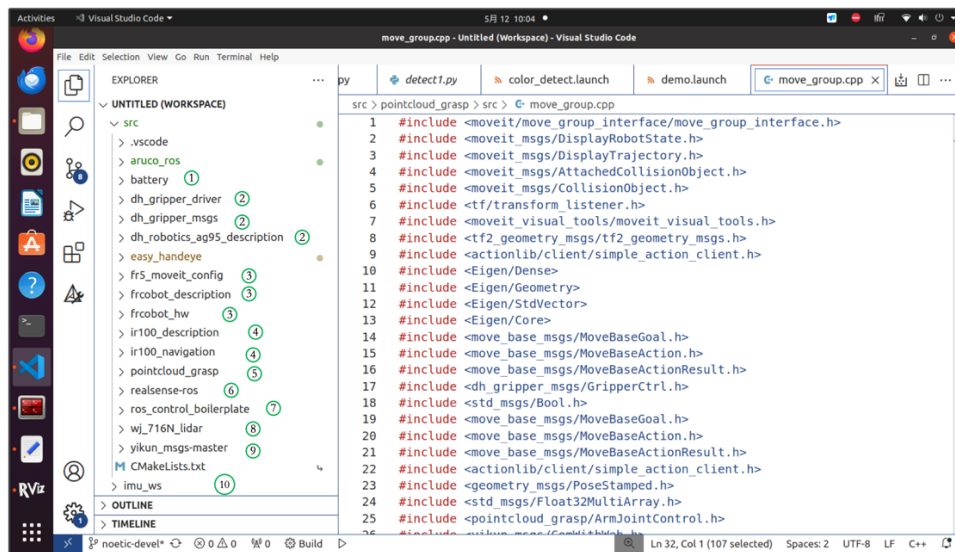 Activities
Visual Studio Code
5月 12 10:04
move_group.cpp - Untitled (Workspace) - Visual Studio Code
File Edit Selection View Go Run Terminal Help
EXPLORER
UNTITLED (WORKSPACE)
src
.vscode
aruco_ros
battery ①
dh_gripper_driver ②
dh_gripper_msgs ②
dh_robotics_ag95_description ②
easy_handeye
fr5_moveit_config ③
frcobot_description ③
frcobot_hw ③
ir100_description ④
ir100_navigation ④
pointcloud_grasp ⑤
realsense-ros ⑥
ros_control_boilerplate ⑦
wj_716N_lidar ⑧
yikun_msgs-master ⑨
M CMakeLists.txt
imu_ws ⑩
OUTLINE
TIMELINE
8
1
RViz
py
detect1.py
color_detect.launch
demo.launch
move_group.cpp
src > pointcloud_grasp > src > move_group.cpp
1 #include <moveit/move_group_interface/move_group_interface.h>
2 #include <moveit_msgs/DisplayRobotState.h>
3 #include <moveit_msgs/DisplayTrajectory.h>
4 #include <moveit_msgs/AttachedCollisionObject.h>
5 #include <moveit_msgs/CollisionObject.h>
6 #include <tf/transform_listener.h>
7 #include <moveit_visual_tools/moveit_visual_tools.h>
8 #include <tf2_geometry_msgs/tf2_geometry_msgs.h>
9 #include <actionlib/client/simple_action_client.h>
10 #include <Eigen/Dense>
11 #include <Eigen/Geometry>
12 #include <Eigen/StdVector>
13 #include <Eigen/Core>
14 #include <move_base_msgs/MoveBaseGoal.h>
15 #include <move_base_msgs/MoveBaseAction.h>
16 #include <move_base_msgs/MoveBaseActionResult.h>
17 #include <dh_gripper_msgs/GripperCtrl.h>
18 #include <std_msgs/Bool.h>
19 #include <move_base_msgs/MoveBaseGoal.h>
20 #include <move_base_msgs/MoveBaseAction.h>
21 #include <move_base_msgs/MoveBaseActionResult.h>
22 #include <actionlib/client/simple_action_client.h>
23 #include <geometry_msgs/PoseStamped.h>
24 #include <std_msgs/Float32MultiArray.h>
25 #include <pointcloud_grasp/ArmJointControl.h>
noetic-devel* 0 0 0 Build Ln 32, Col 1 (107 selected) Spaces: 2 UTF-8 LF C++